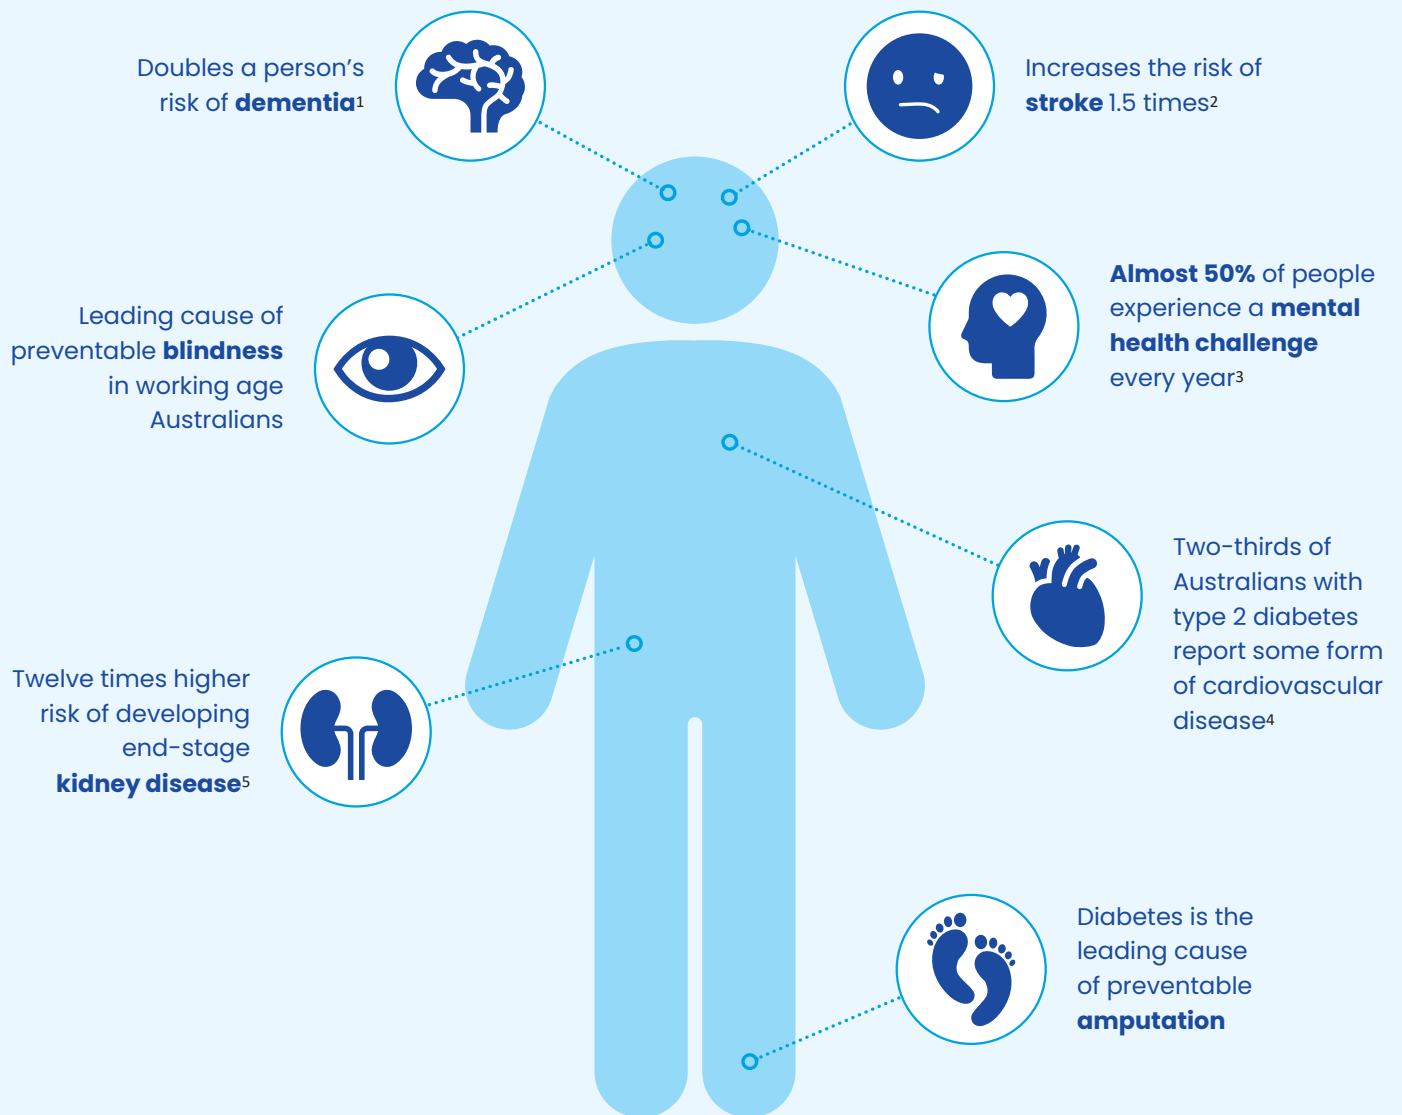 Doubles a person's
risk of dementia1
Increases the risk of
stroke 1.5 times2
Leading cause of
preventable blindness
in working age
Australians
Almost 50% of people
experience a mental
health challenge
every year3
Two-thirds of
Australians with
type 2 diabetes
report some form
of cardiovascular
disease4
Twelve times higher
risk of developing
end-stage
kidney disease5
Diabetes is the
leading cause
of preventable
amputation